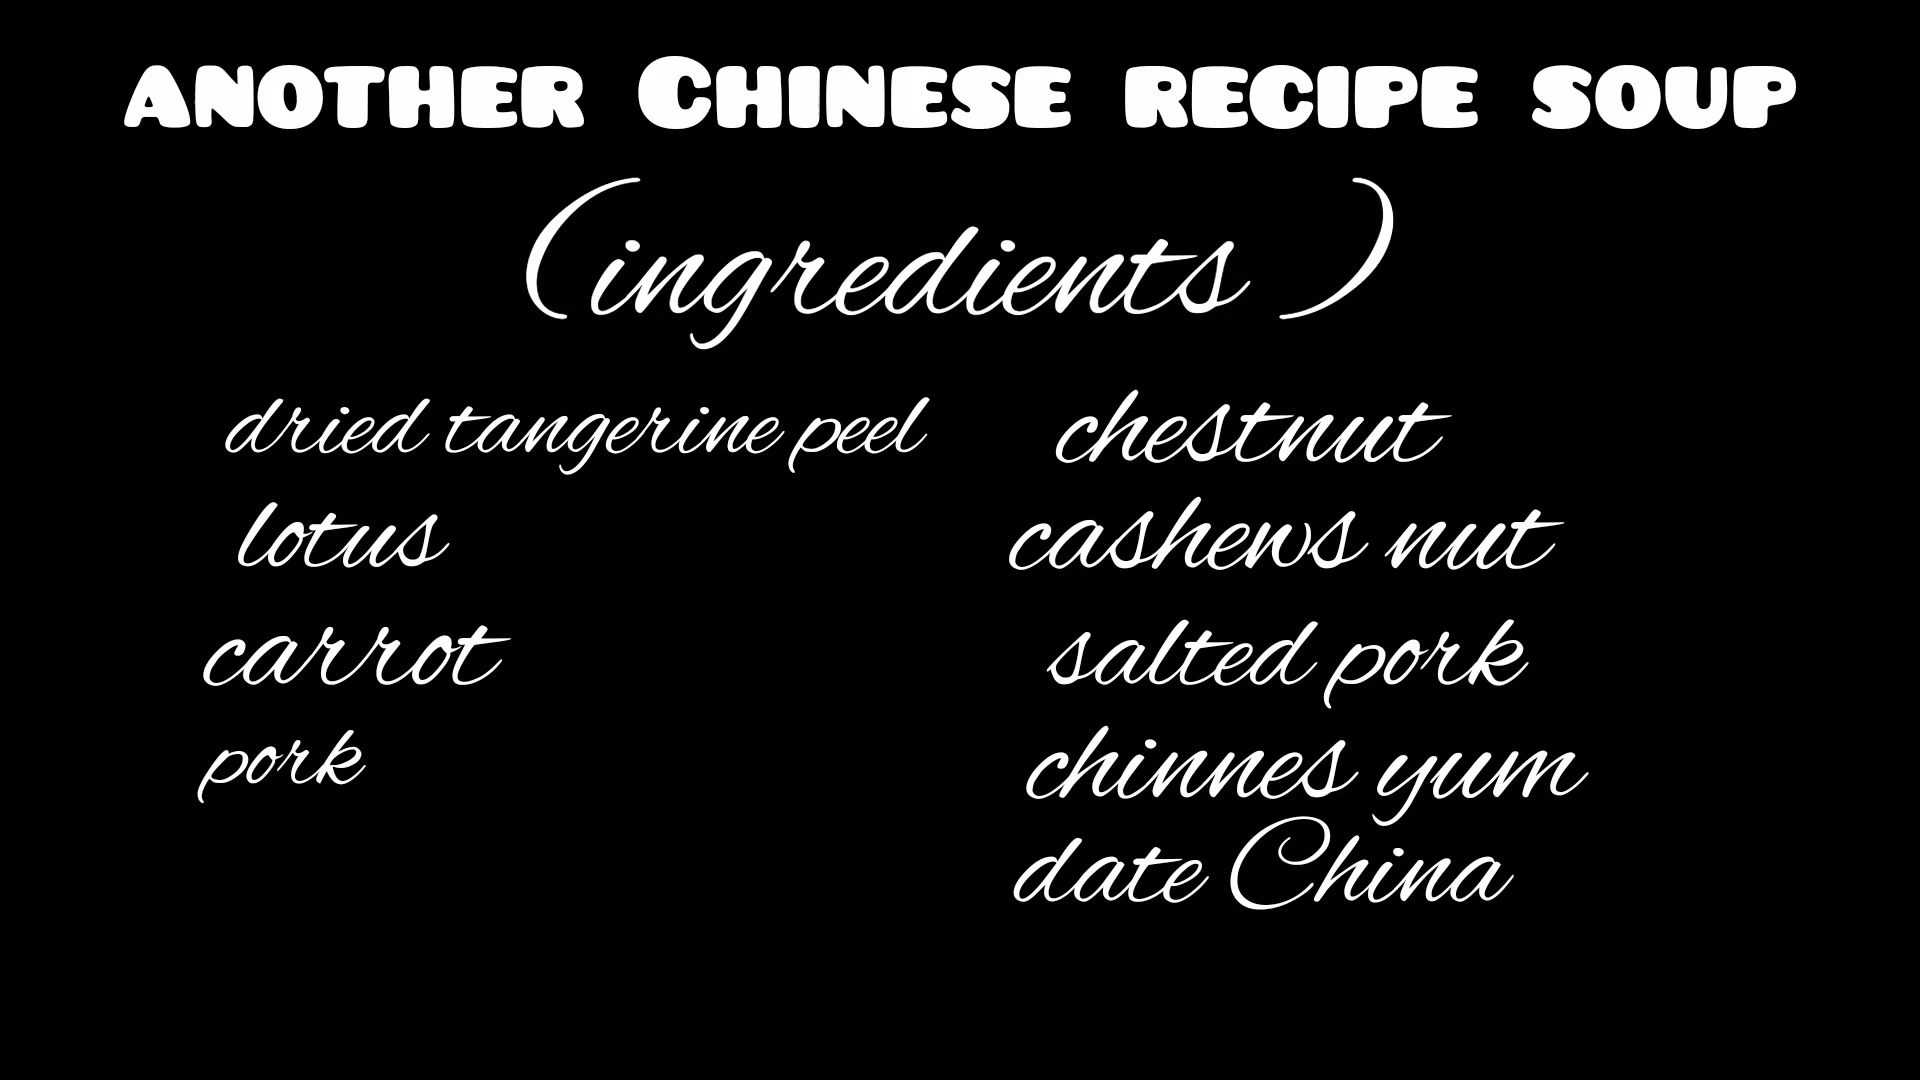 another Chinese recipe soup
(ingredients )
dried tangerine peel
lotus
carrot
pork
chestnut
cashews nut
salted pork
chinnes yum
date China